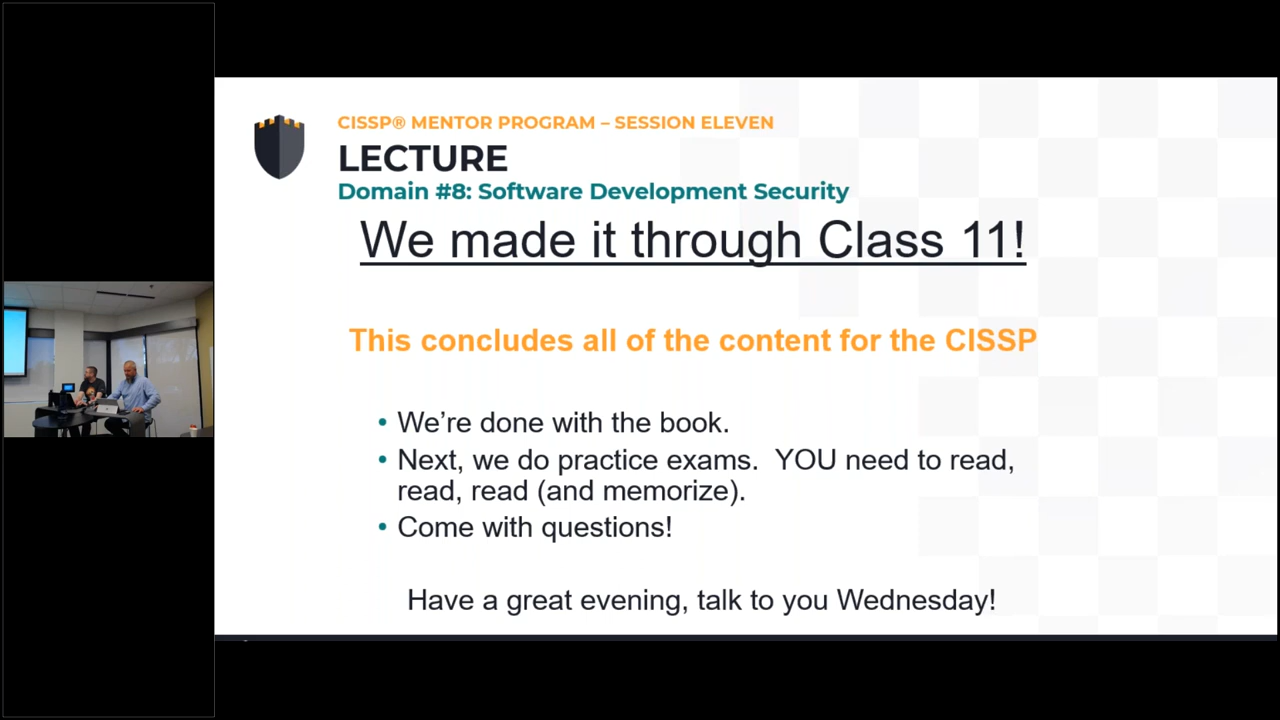 CISSP® MENTOR PROGRAM – SESSION ELEVEN
LECTURE
Domain #8: Software Development Security
We made it through Class 11!
This concludes all of the content for the CISSP
• We’re done with the book.
• Next, we do practice exams.  YOU need to read,
read, read (and memorize).
• Come with questions!
Have a great evening, talk to you Wednesday!